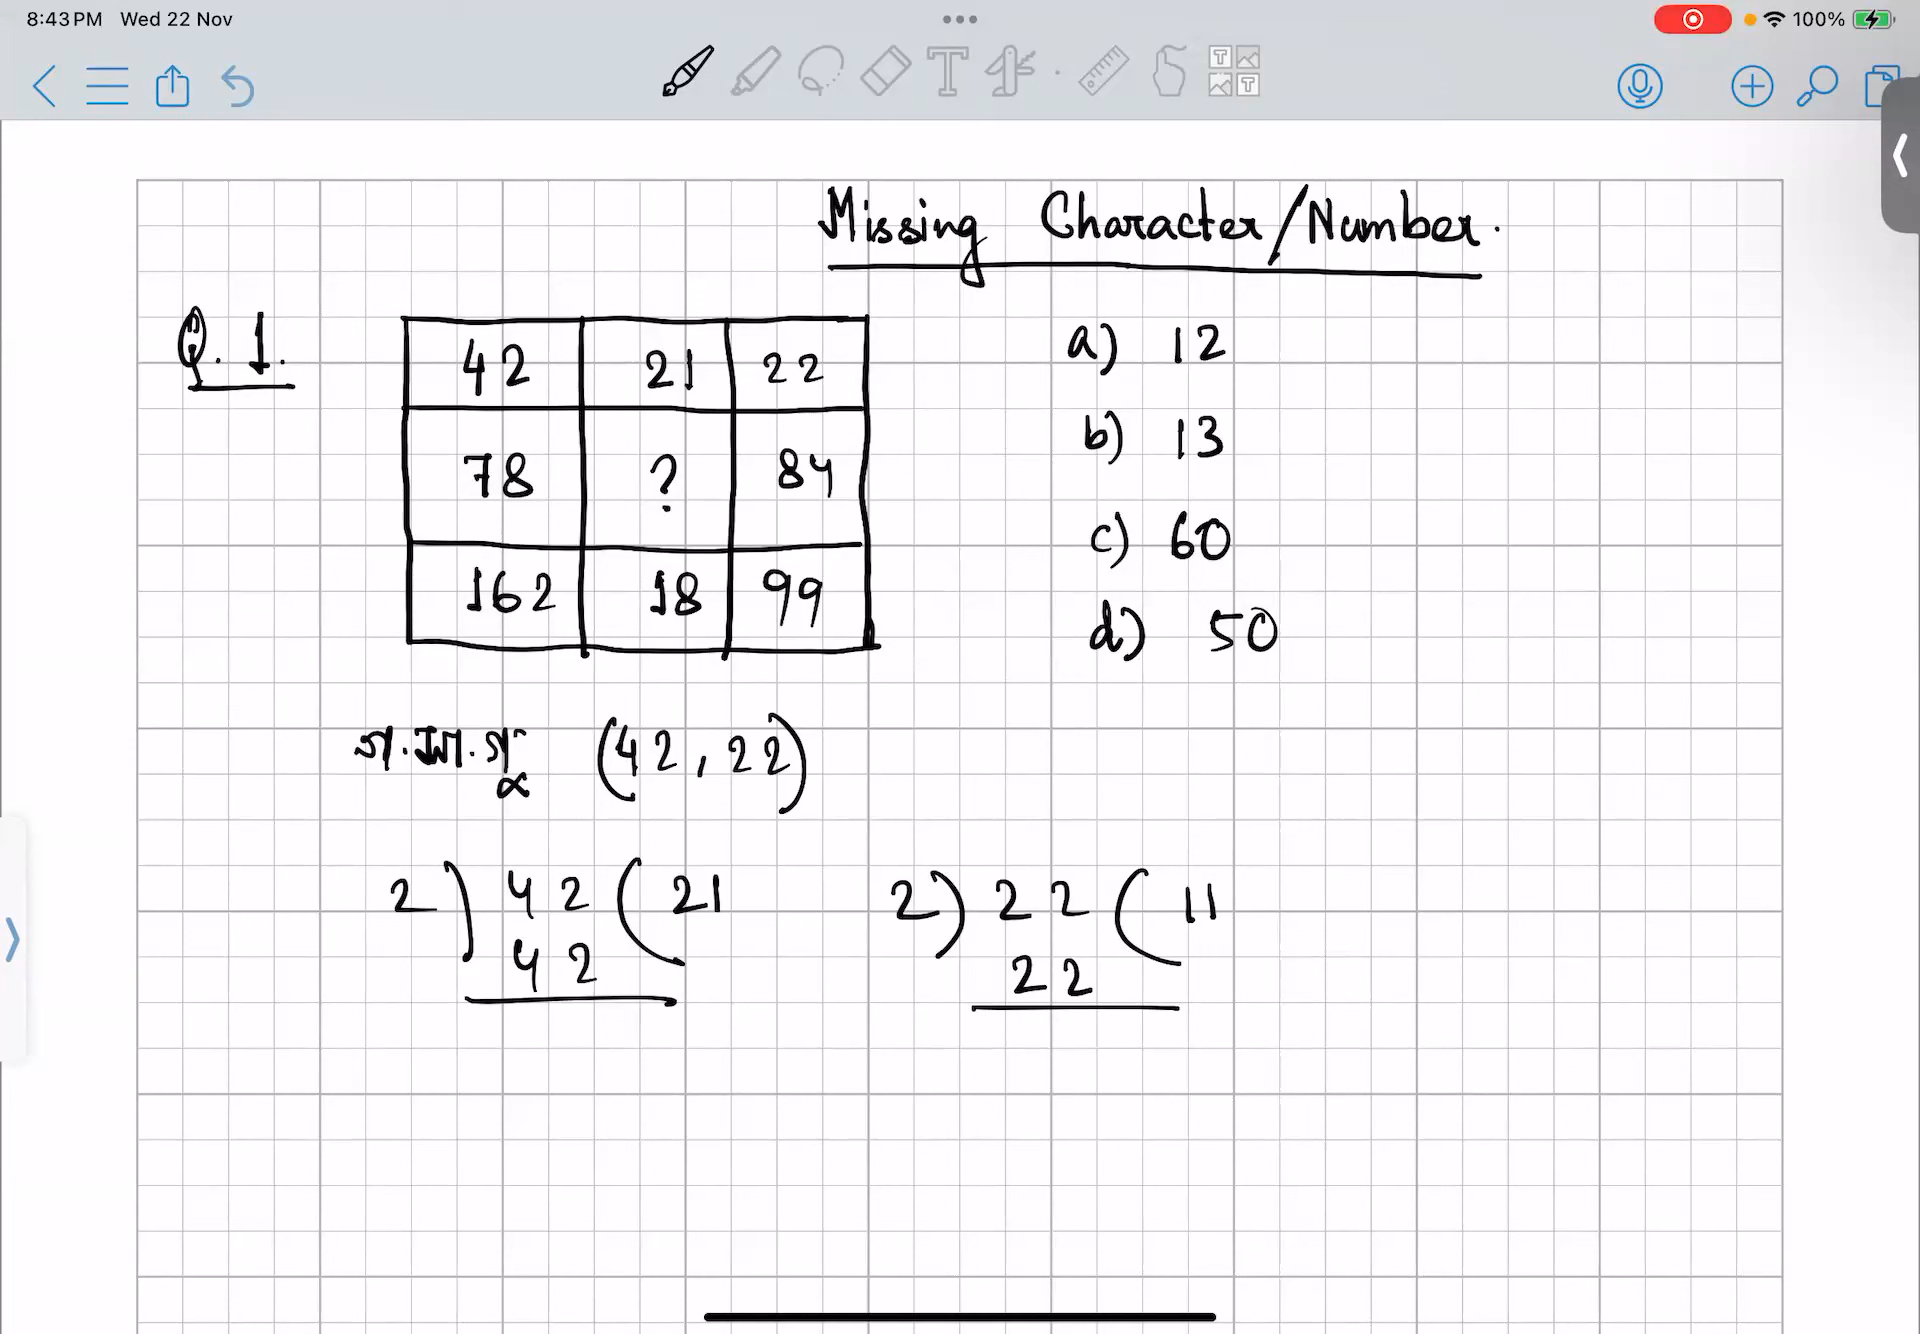 8:43 PM Wed 22 Nov
100%
Missing Character/Number.
Q. 1.
42 21 22
78 ? 84
162 18 99
a) 12
b) 13
c) 60
d) 50
(42, 22)
2) 42 ( 21
42
2) 22 ( 11
22